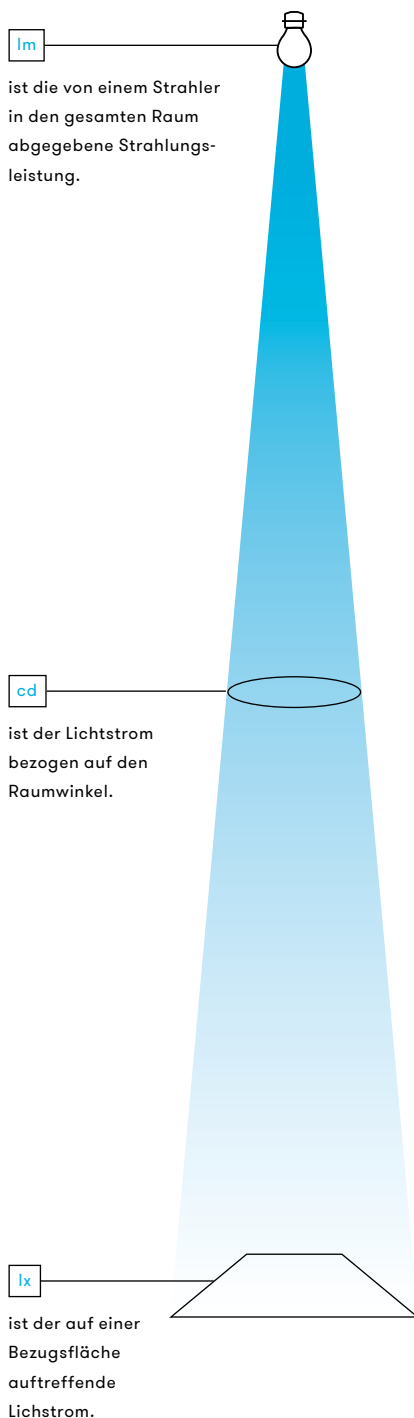 lm
ist die von einem Strahler
in den gesamten Raum
abgegebene Strahlungs-
leistung.
cd
ist der Lichtstrom
bezogen auf den
Raumwinkel.
lx
ist der auf einer
Bezugsfläche
auftreffende
Lichstrom.